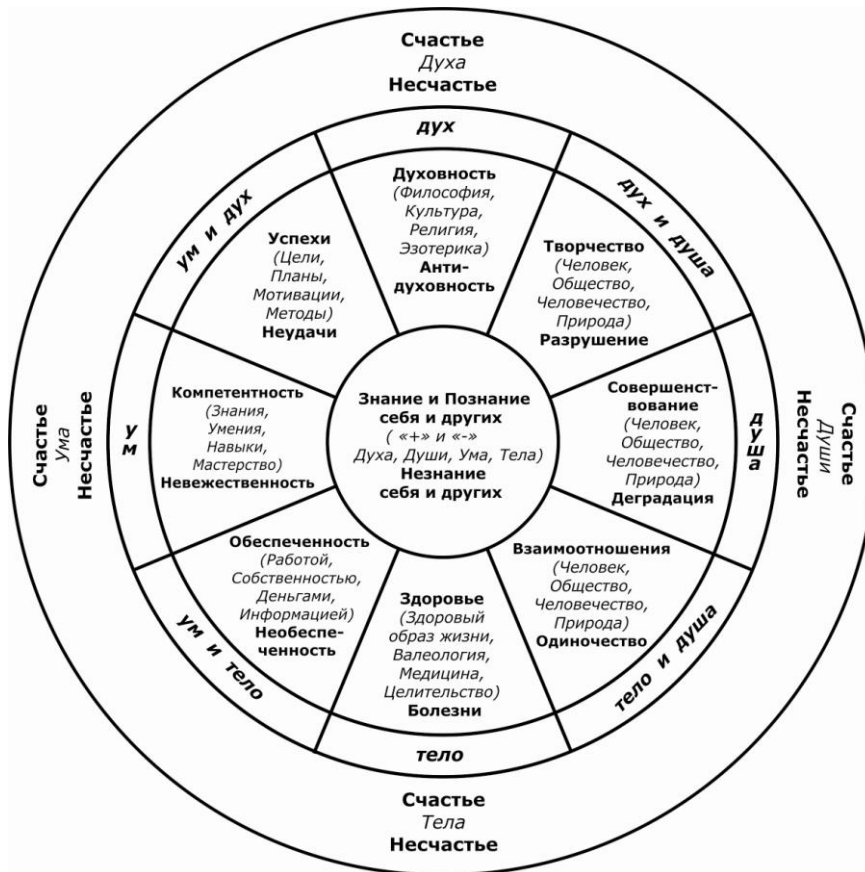 Счастье
Духа
Несчастье
дух
ум и дух
дух и душа
Духовность
(Философия,
Культура,
Религия,
Эзотерика)
Анти-
духовность
Успехи
(Цели,
Планы,
Мотивации,
Методы)
Неудачи
Творчество
(Человек,
Общество,
Человечество,
Природа)
Разрушение
Счастье
Ума
Несчастье
ум
Компетентность
(Знания,
Умения,
Навыки,
Мастерство)
Невежественность
Знание и Познание
себя и других
( «+» и «-»
Духа, Души, Ума, Тела)
Незнание
себя и других
Совершенст-
вование
(Человек,
Общество,
Человечество,
Природа)
Деградация
душа
Счастье
Души
Несчастье
Обеспеченность
(Работой,
Собственностью,
Деньгами,
Информацией)
Необеспе-
ченность
Здоровье
(Здоровый
образ жизни,
Валеология,
Медицина,
Целительство)
Болезни
Взаимоотношения
(Человек,
Общество,
Человечество,
Природа)
Одиночество
ум и тело
тело и душа
тело
Счастье
Тела
Несчастье